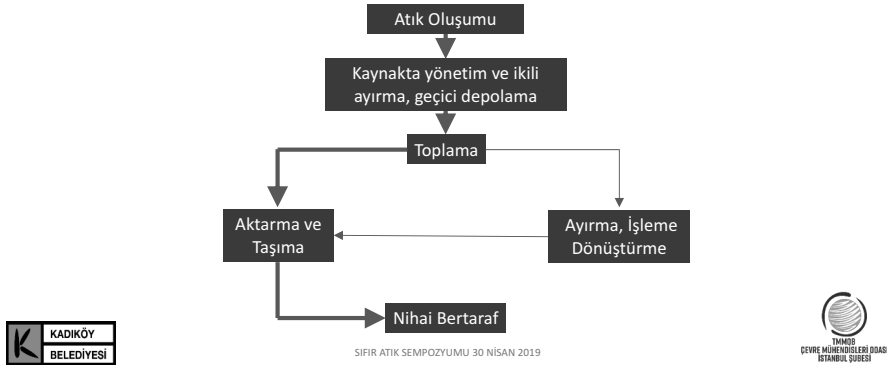 Atık Oluşumu
Kaynakta yönetim ve ikili
ayırma, geçici depolama
Toplama
Aktarma ve
Taşıma
Ayırma, İşleme
Dönüştürme
Nihai Bertaraf
KADIKÖY
BELEDİYESİ
SIFIR ATIK SEMPOZYUMU 30 NİSAN 2019
TMMOB
ÇEVRE MÜHENDİSLERİ ODASI
İSTANBUL ŞUBESİ